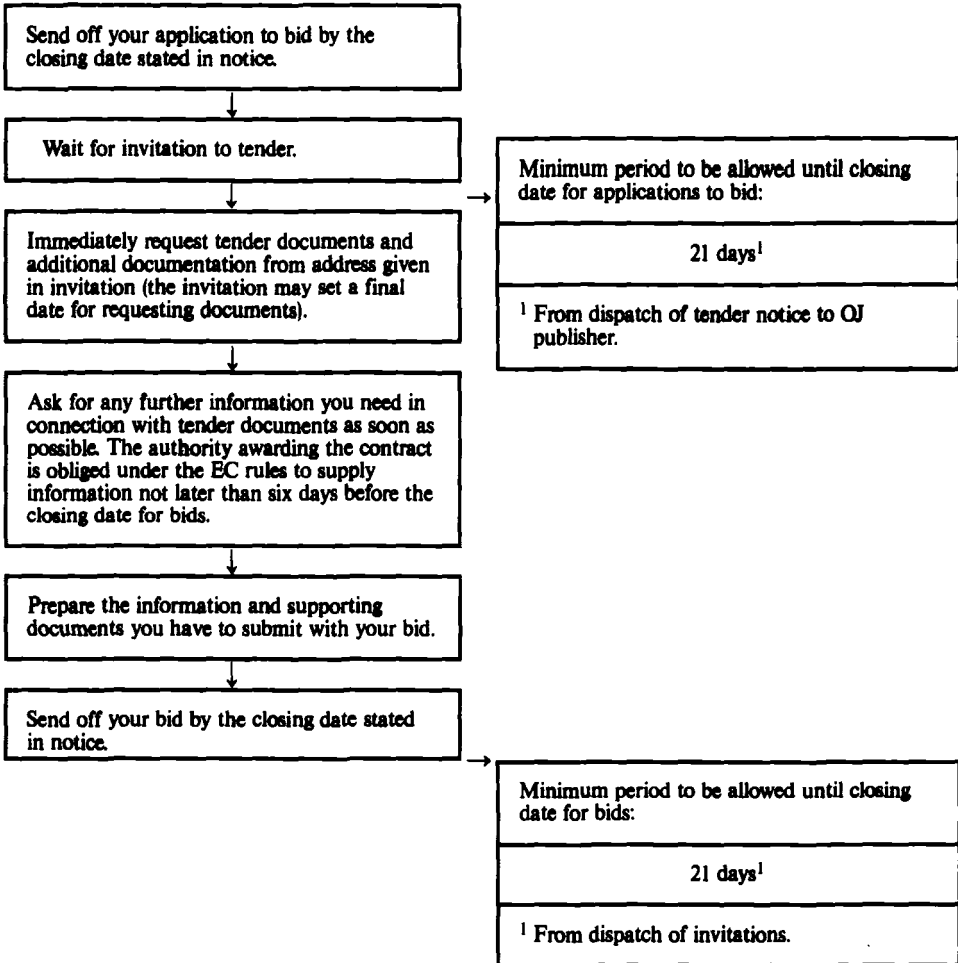 Send off your application to bid by the
closing date stated in notice.
Wait for invitation to tender.
Minimum period to be allowed until closing
date for applications to bid:
21 days¹
¹ From dispatch of tender notice to OJ
publisher.
Immediately request tender documents and
additional documentation from address given
in invitation (the invitation may set a final
date for requesting documents).
Ask for any further information you need in
connection with tender documents as soon as
possible. The authority awarding the contract
is obliged under the EC rules to supply
information not later than six days before the
closing date for bids.
Prepare the information and supporting
documents you have to submit with your bid.
Send off your bid by the closing date stated
in notice.
Minimum period to be allowed until closing
date for bids:
21 days¹
¹ From dispatch of invitations.